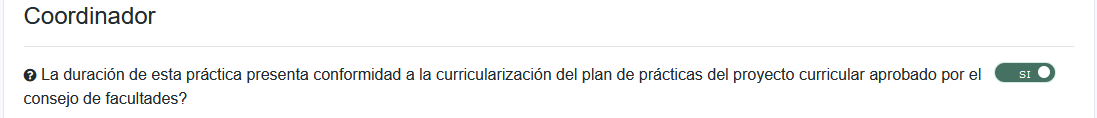 Coordinador
La duración de esta práctica presenta conformidad a la curricularización del plan de prácticas del proyecto curricular aprobado por el SI
consejo de facultades?